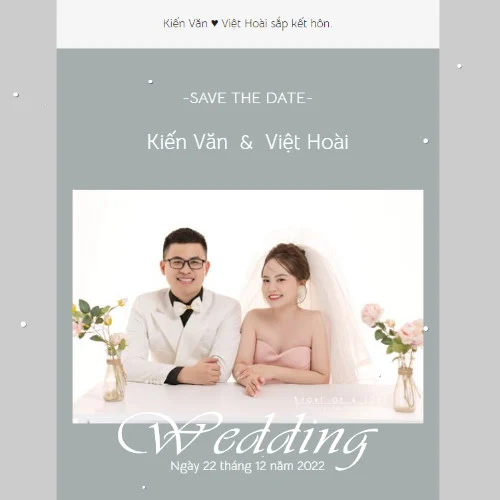 Kiến Văn ♥ Việt Hoài sắp kết hôn.
-SAVE THE DATE-
Kiến Văn & Việt Hoài
Wedding
Ngày 22 tháng 12 năm 2022